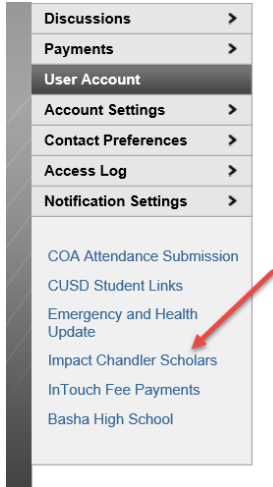 Discussions
Payments
User Account
Account Settings
Contact Preferences
Access Log
Notification Settings
COA Attendance Submission
CUSD Student Links
Emergency and Health
Update
Impact Chandler Scholars
InTouch Fee Payments
Basha High School